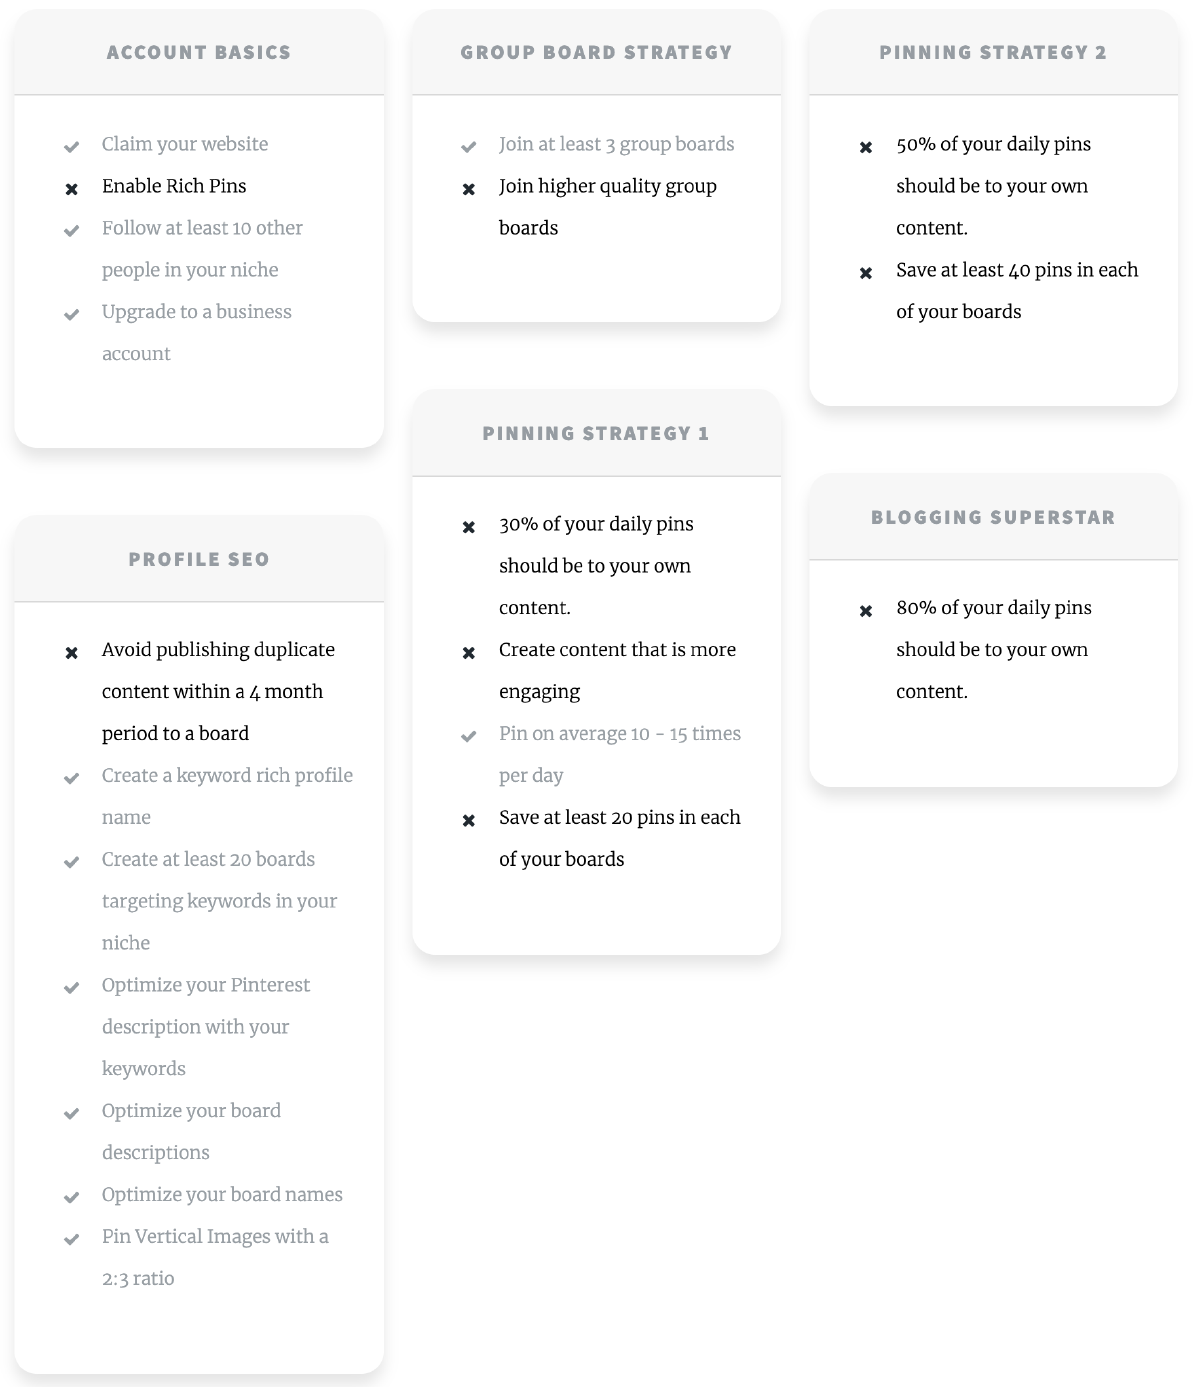 ACCOUNT BASICS
Claim your website
Enable Rich Pins
Follow at least 10 other
people in your niche
Upgrade to a business
account
PROFILE SEO
Avoid publishing duplicate
content within a 4 month
period to a board
Create a keyword rich profile
name
Create at least 20 boards
targeting keywords in your
niche
Optimize your Pinterest
description with your
keywords
Optimize your board
descriptions
Optimize your board names
Pin Vertical Images with a
2:3 ratio
GROUP BOARD STRATEGY
Join at least 3 group boards
Join higher quality group
boards
PINNING STRATEGY 1
30% of your daily pins
should be to your own
content.
Create content that is more
engaging
Pin on average 10 - 15 times
per day
Save at least 20 pins in each
of your boards
PINNING STRATEGY 2
50% of your daily pins
should be to your own
content.
Save at least 40 pins in each
of your boards
BLOGGING SUPERSTAR
80% of your daily pins
should be to your own
content.